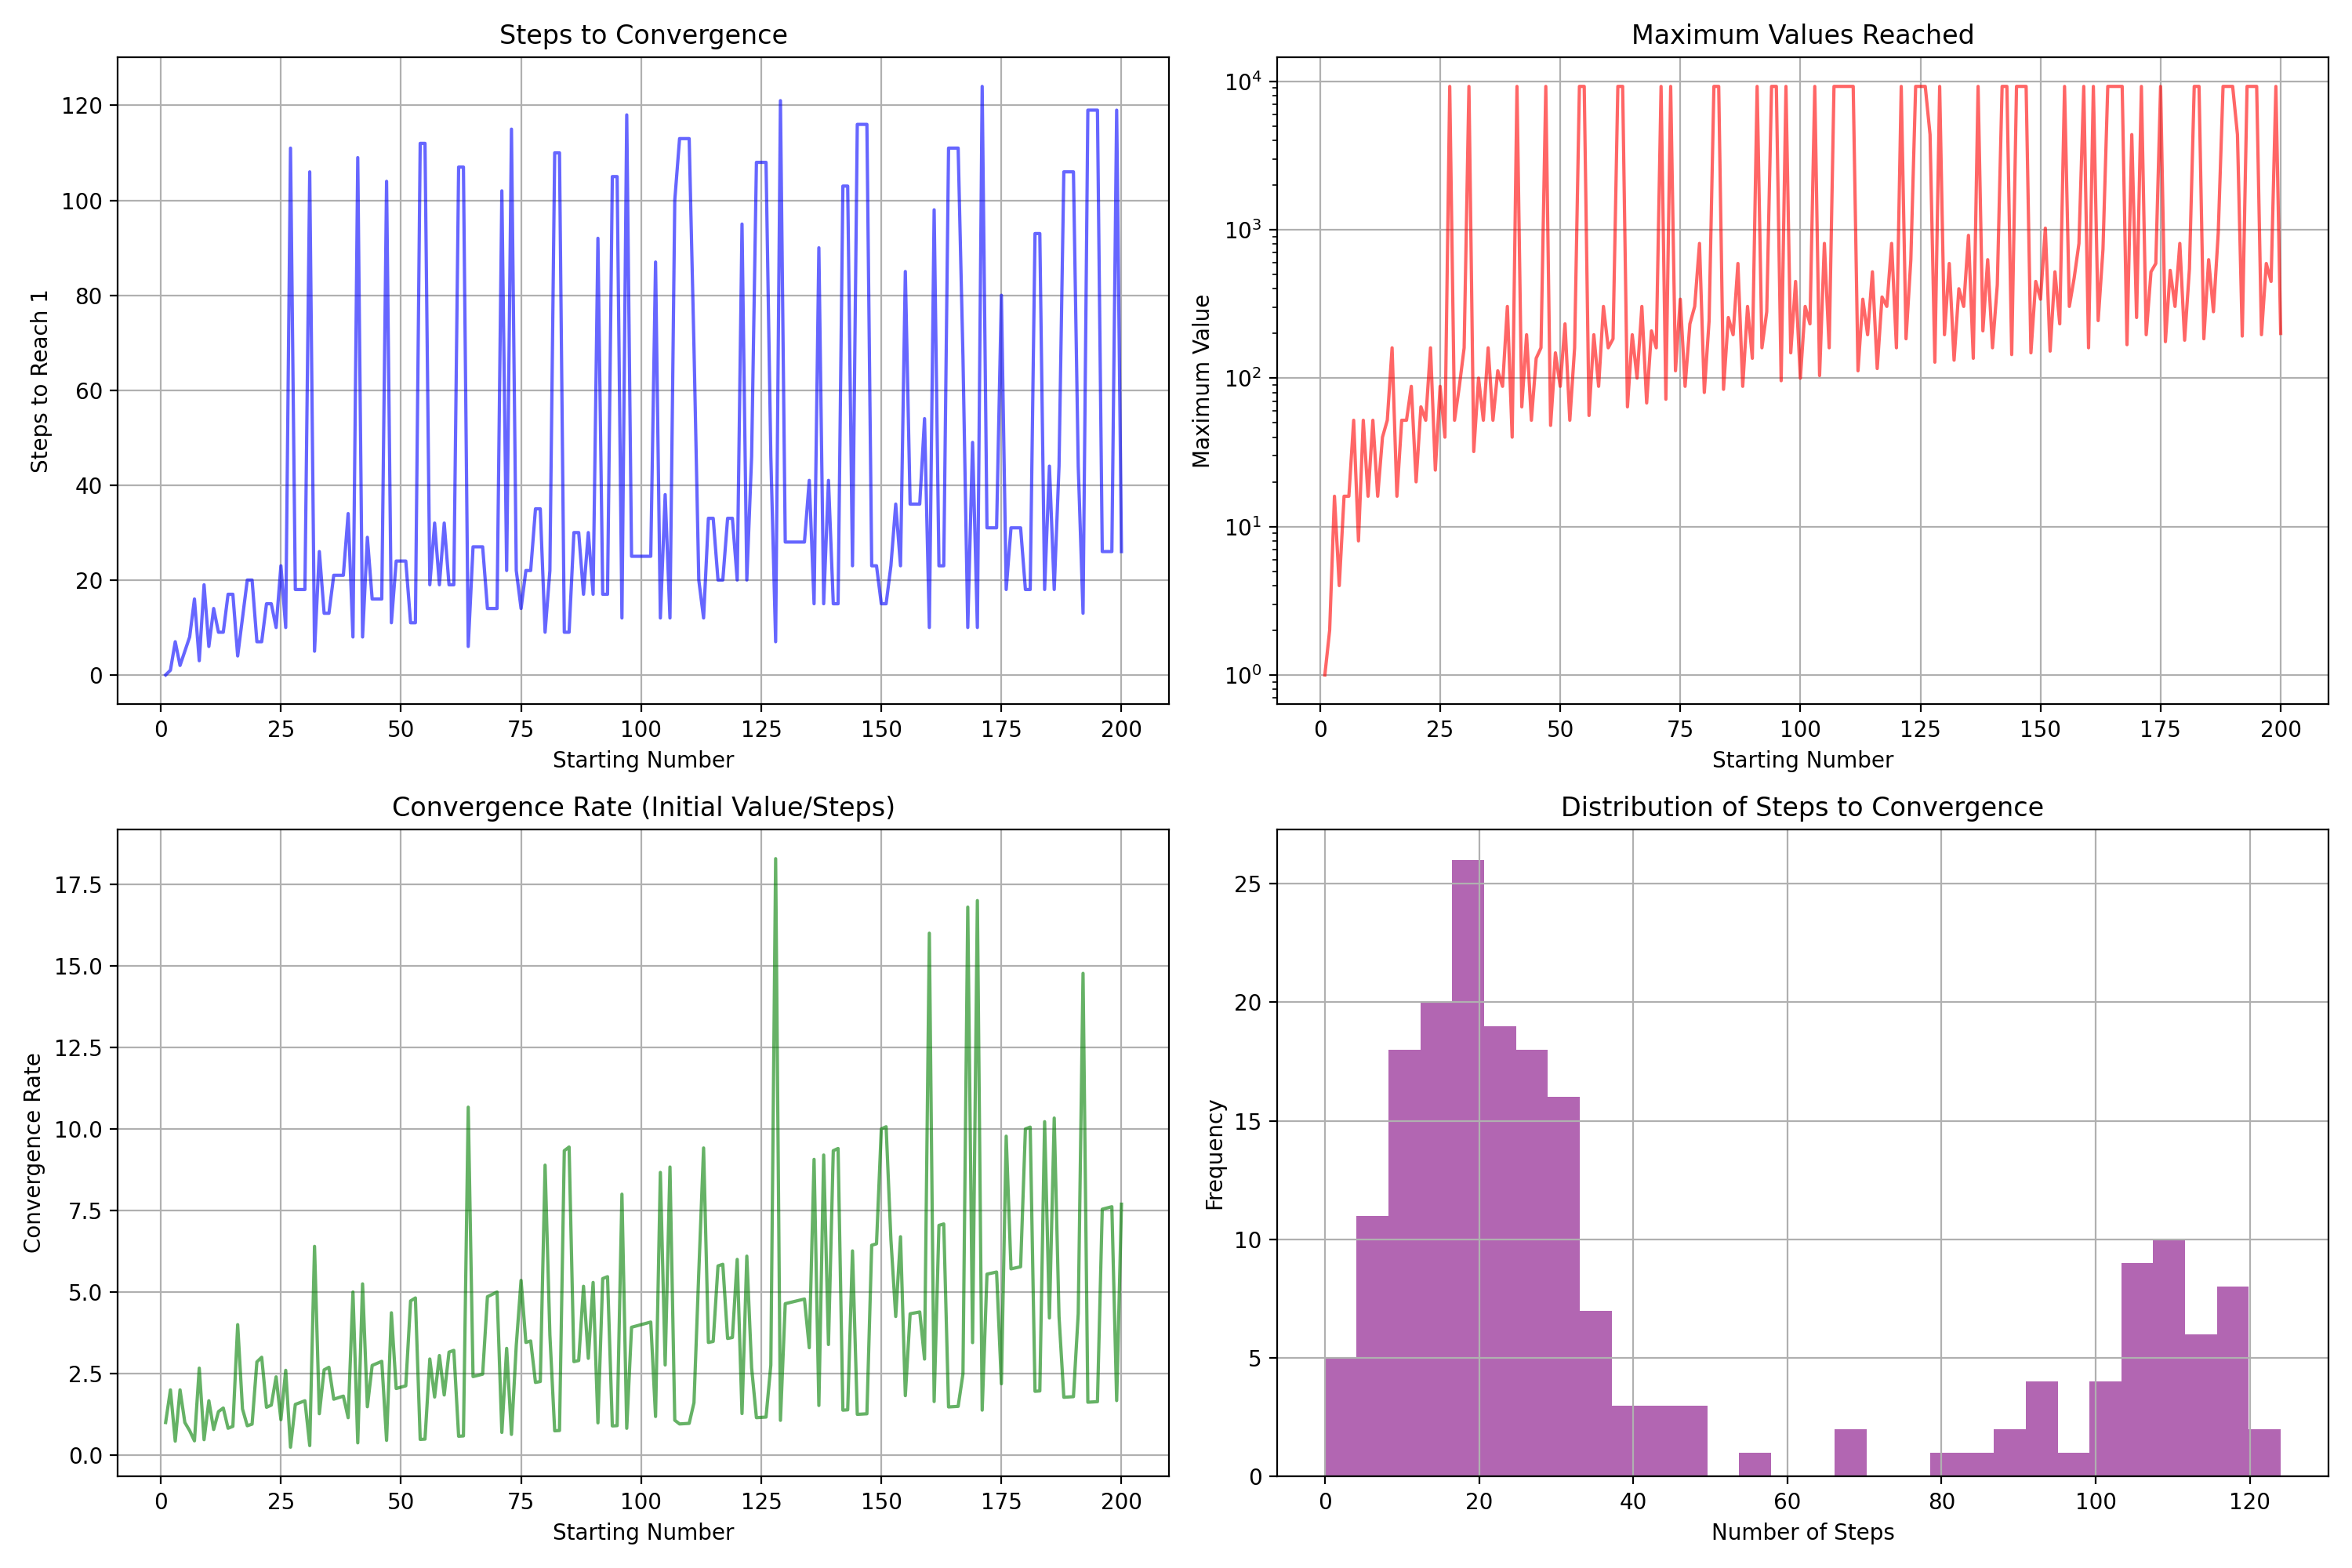 Steps to Convergence
Steps to Reach 1
120
100
80
60
40
20
0
0 25 50 75 100 125 150 175 200
Starting Number
Maximum Values Reached
Maximum Value
10⁴
10³
10²
10¹
10⁰
0 25 50 75 100 125 150 175 200
Starting Number
Convergence Rate (Initial Value/Steps)
Convergence Rate
17.5
15.0
12.5
10.0
7.5
5.0
2.5
0.0
0 25 50 75 100 125 150 175 200
Starting Number
Distribution of Steps to Convergence
Frequency
25
20
15
10
5
0
0 20 40 60 80 100 120
Number of Steps